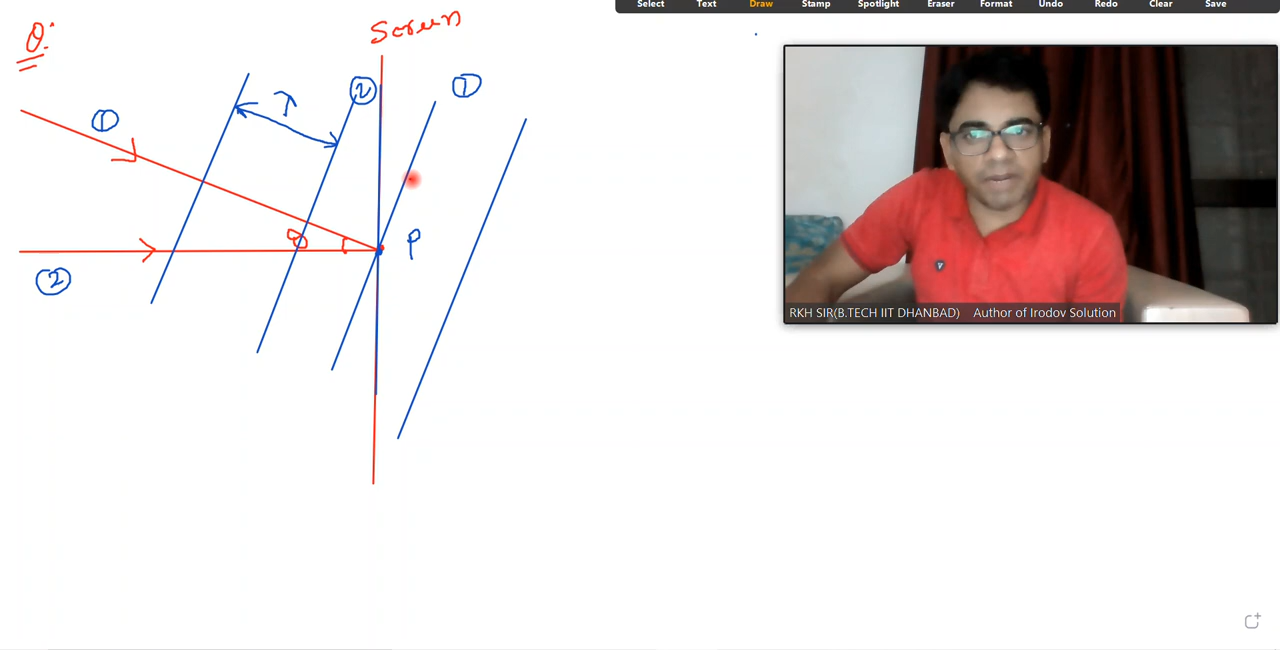 Select Text Draw Stamp Spotlight Eraser Format Undo Redo Clear Save
Q.
Screen
①
λ
②
①
φ
P
②
RKH SIR(B.TECH IIT DHANBAD) Author of Irodov Solution